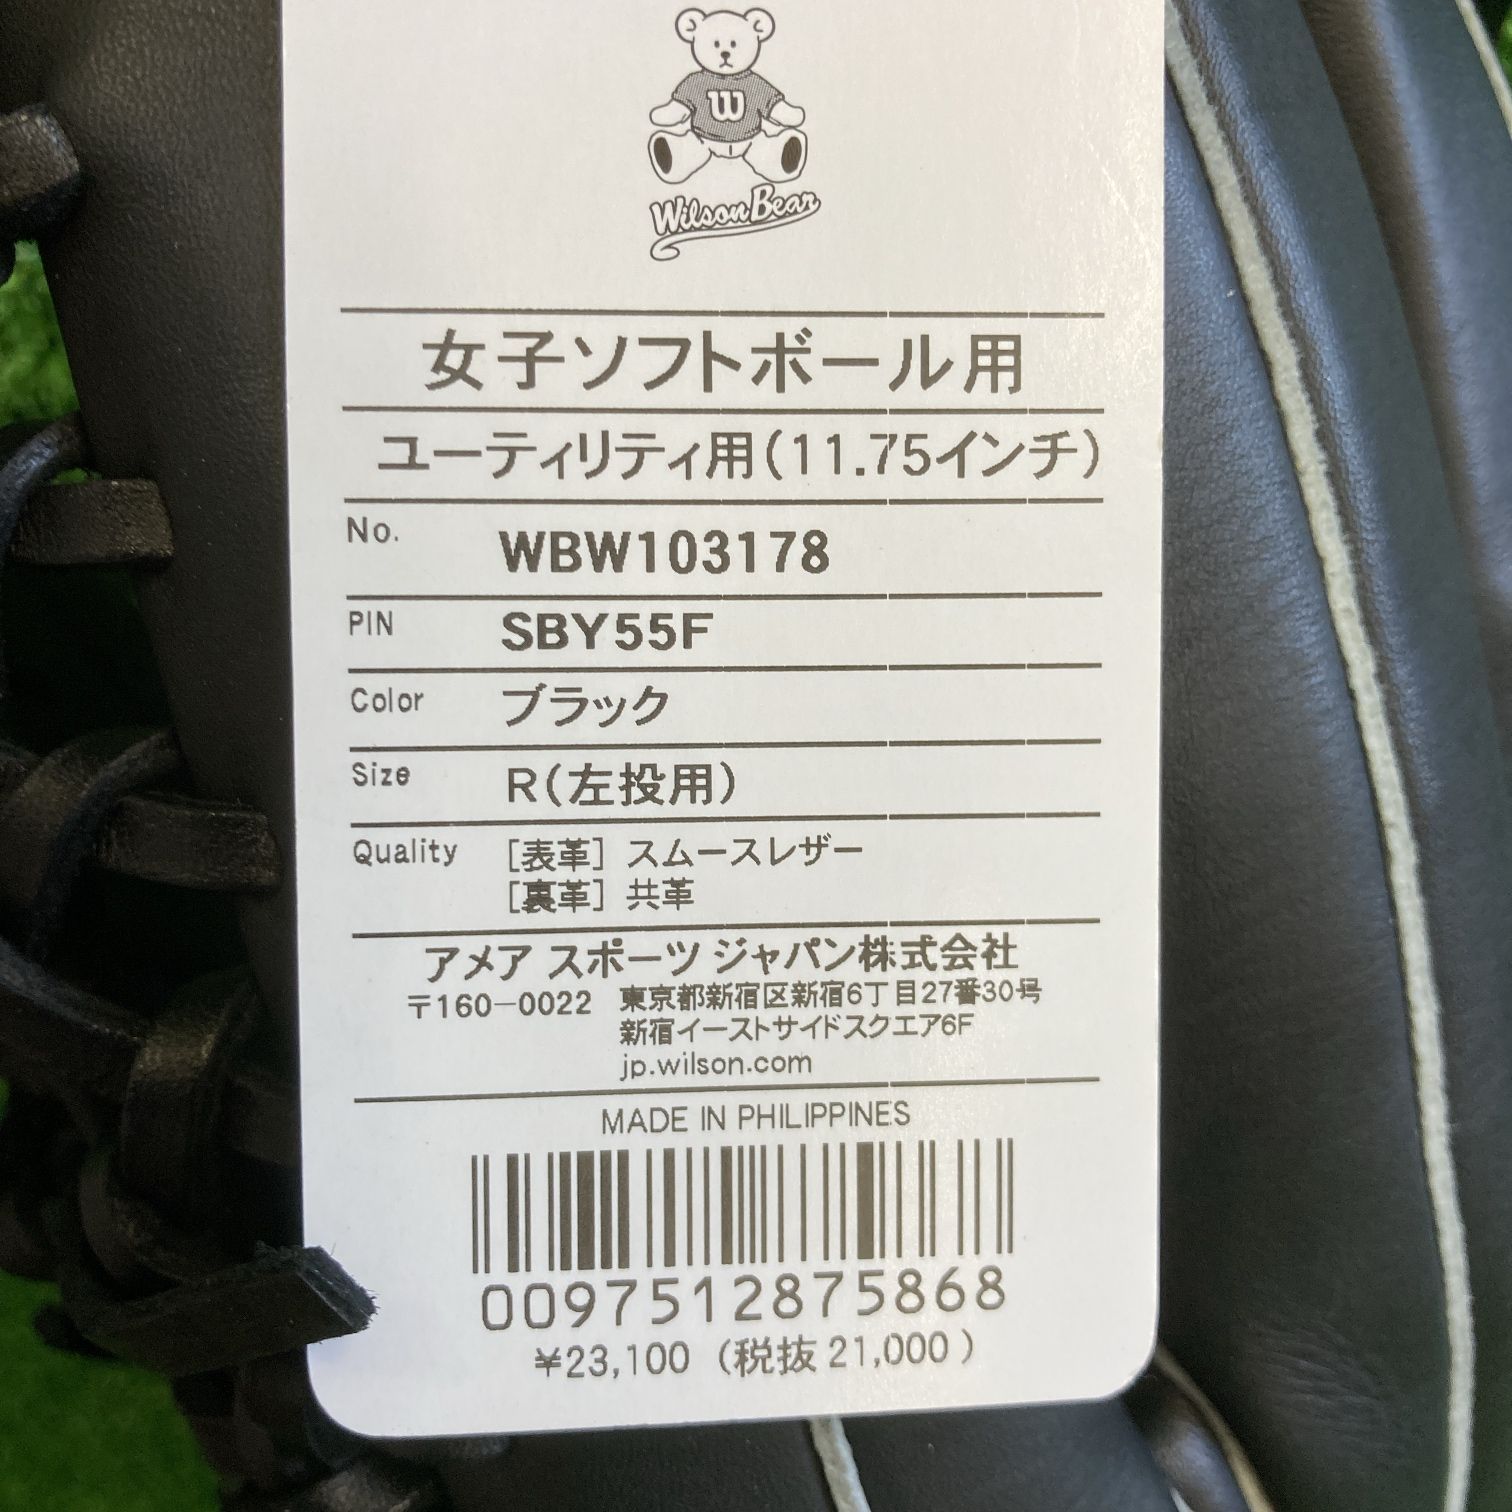 W
WilsonBear
女子ソフトボール用
ユーティリティ用(11.75インチ)
No. WBW103178
PIN SBY55F
Color ブラック
Size R(左投用)
Quality [表革] スムースレザー
[裏革] 共革
アメア スポーツ ジャパン株式会社
〒160-0022 東京都新宿区新宿6丁目27番30号
新宿イーストサイドスクエア6F
jp.wilson.com
MADE IN PHILIPPINES
0097512875868
¥23,100 (税抜 21,000)